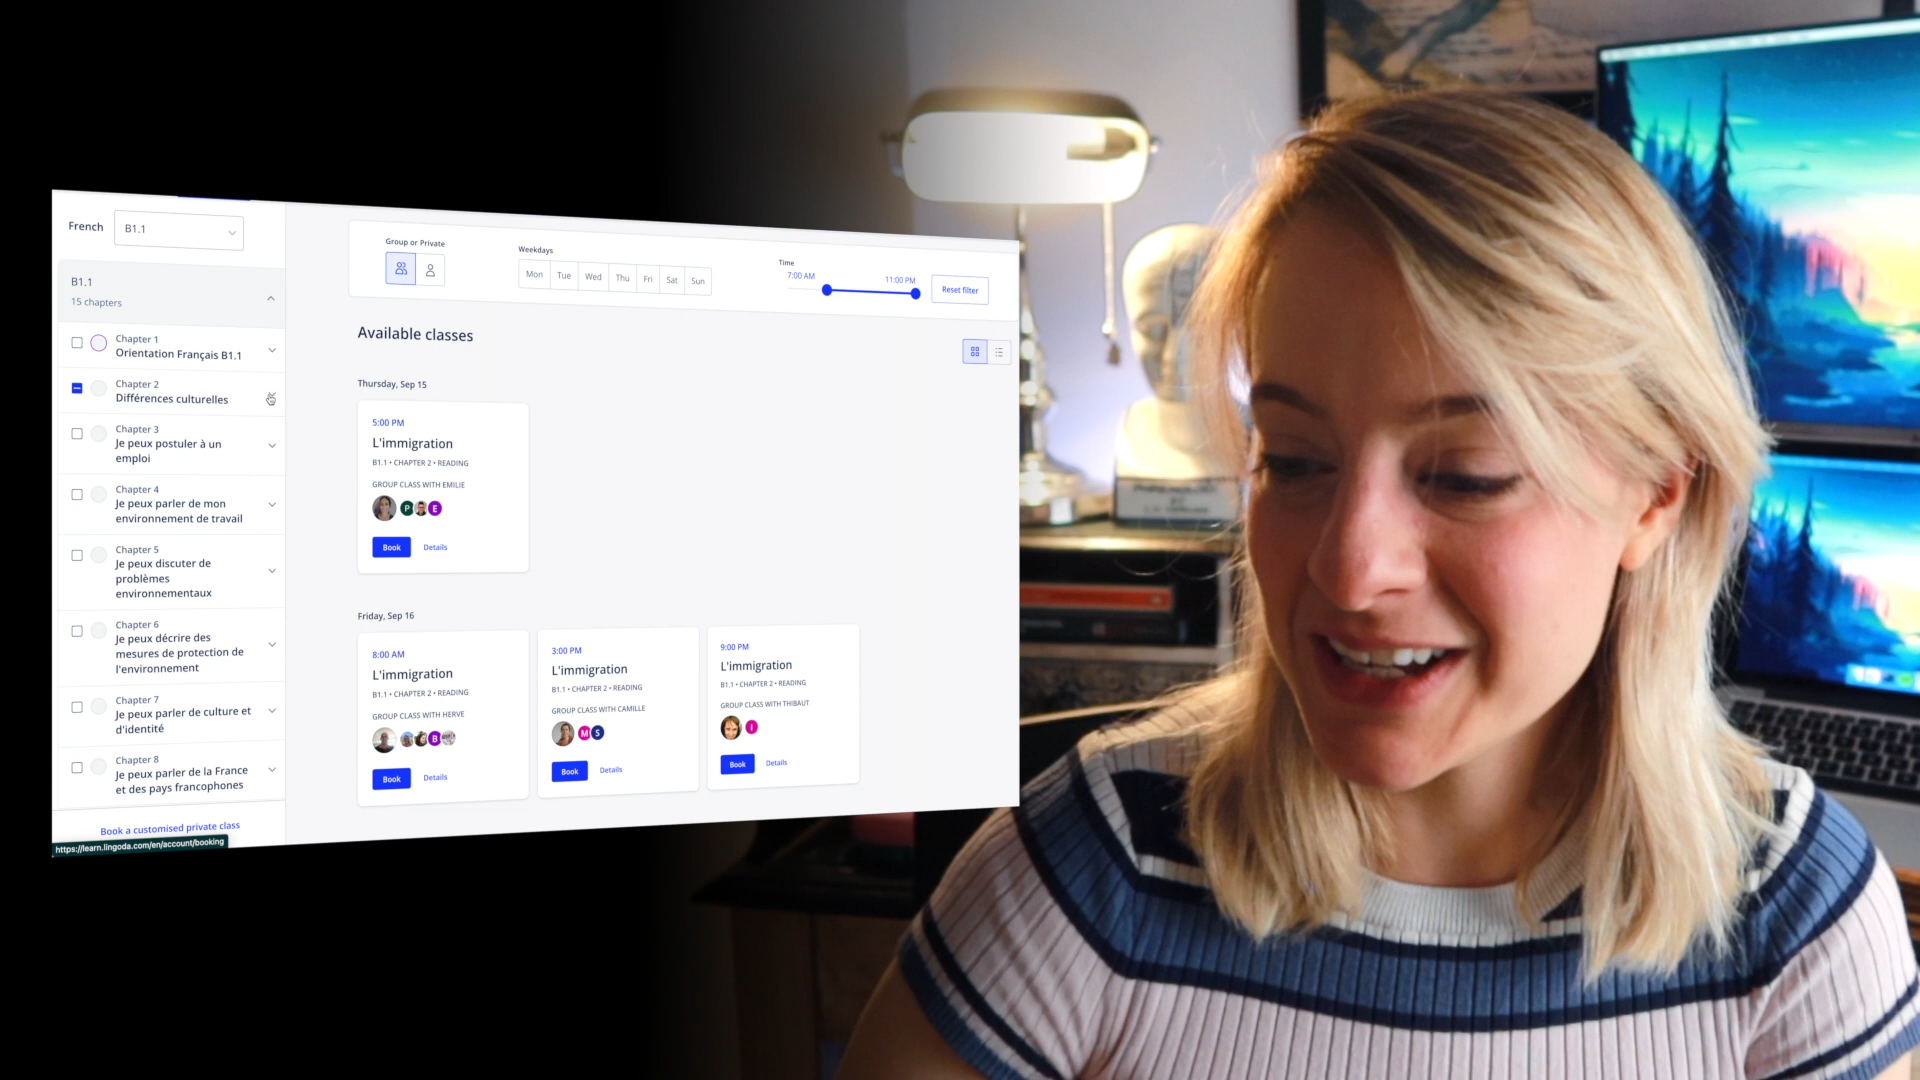 French
B1.1
B1.1
15 chapters
Chapter 1
Orientation Français B1.1
Chapter 2
Différences culturelles
Chapter 3
Je peux postuler à un
emploi
Chapter 4
Je peux parler de mon
environnement de travail
Chapter 5
Je peux discuter de
problèmes
environnementaux
Chapter 6
Je peux décrire des
mesures de protection de
l'environnement
Chapter 7
Je peux parler de culture et
d'identité
Chapter 8
Je peux parler de la France
et des pays francophones
Book a customised private class
https://learn.lingoda.com/en/account/booking
Group or Private
Weekdays
Mon Tue Wed Thu Fri Sat Sun
Time
7:00 AM 11:00 PM
Reset filter
Available classes
Thursday, Sep 15
5:00 PM
L'immigration
B1.1 • CHAPTER 2 • READING
GROUP CLASS WITH EMILIE
P E
Book Details
Friday, Sep 16
8:00 AM
L'immigration
B1.1 • CHAPTER 2 • READING
GROUP CLASS WITH HERVE
B
Book Details
3:00 PM
L'immigration
B1.1 • CHAPTER 2 • READING
GROUP CLASS WITH CAMILLE
M S
Book Details
9:00 PM
L'immigration
B1.1 • CHAPTER 2 • READING
GROUP CLASS WITH THIBAUT
I
Book Details